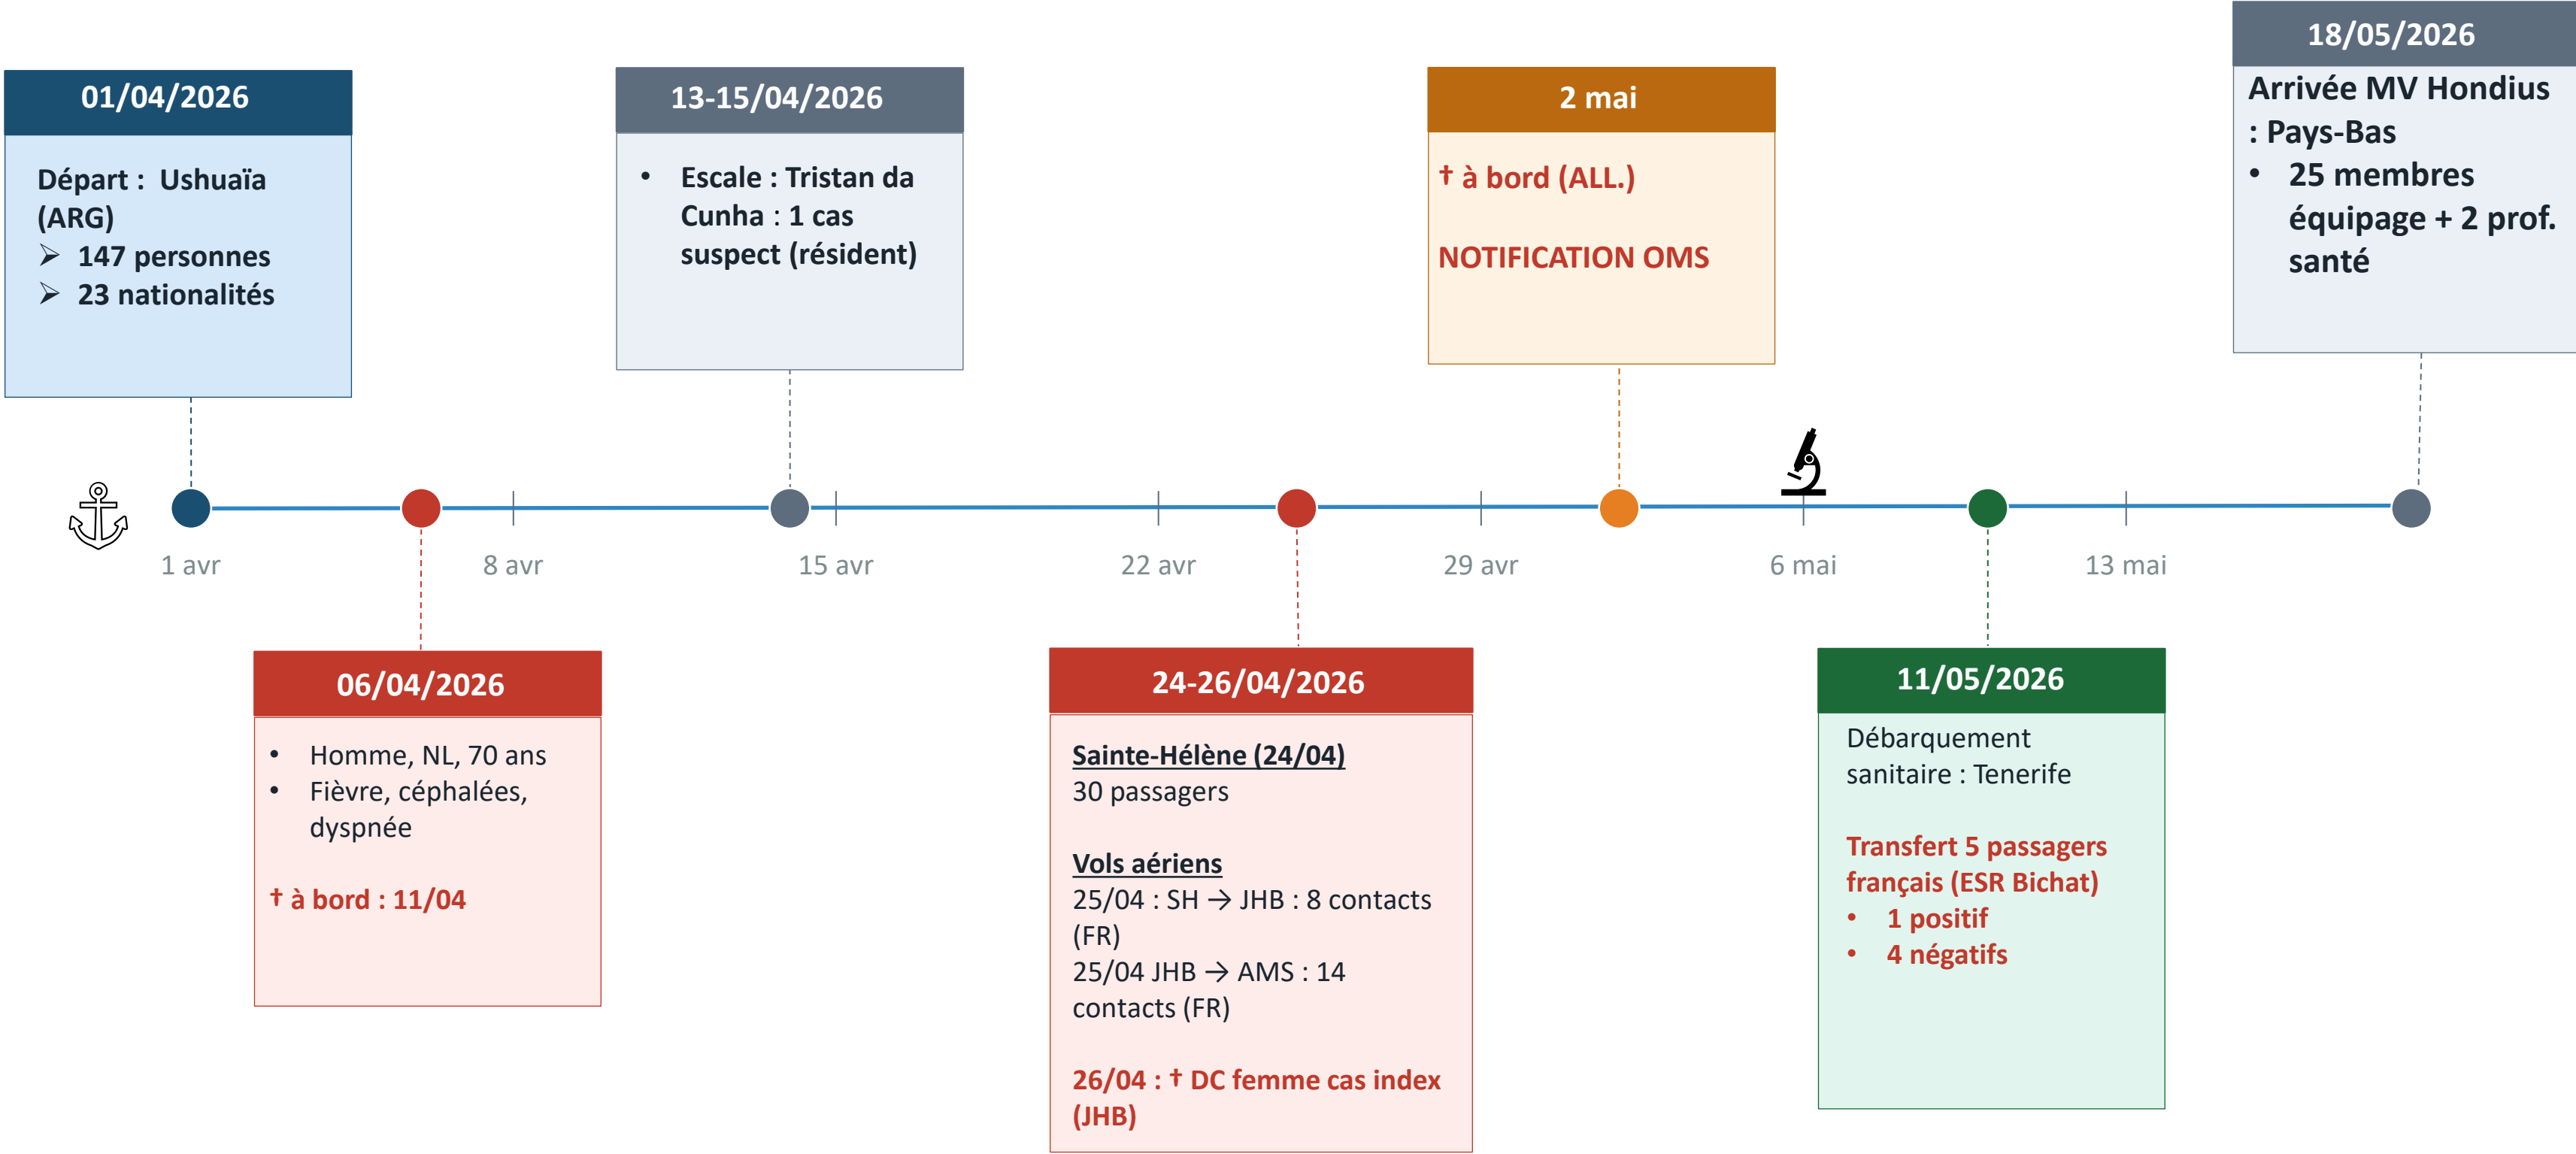 01/04/2026
Départ :  Ushuaïa
(ARG)
➢ 147 personnes
➢ 23 nationalités
13-15/04/2026
• Escale : Tristan da
Cunha : 1 cas
suspect (résident)
2 mai
† à bord (ALL.)
NOTIFICATION OMS
18/05/2026
Arrivée MV Hondius
: Pays-Bas
• 25 membres
équipage + 2 prof.
santé
1 avr
8 avr
15 avr
22 avr
29 avr
6 mai
13 mai
06/04/2026
• Homme, NL, 70 ans
• Fièvre, céphalées,
dyspnée
† à bord : 11/04
24-26/04/2026
Sainte-Hélène (24/04)
30 passagers
Vols aériens
25/04 : SH → JHB : 8 contacts
(FR)
25/04 JHB → AMS : 14
contacts (FR)
26/04 : † DC femme cas index
(JHB)
11/05/2026
Débarquement
sanitaire : Tenerife
Transfert 5 passagers
français (ESR Bichat)
• 1 positif
• 4 négatifs